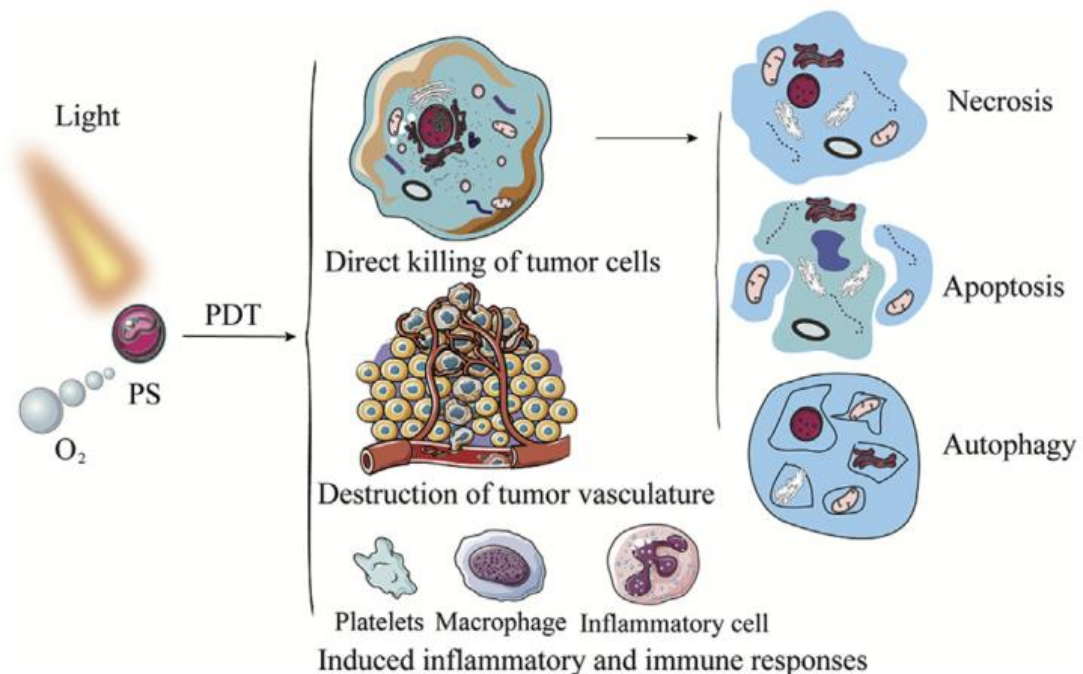 Light
PS
O₂
PDT
Direct killing of tumor cells
Destruction of tumor vasculature
Platelets Macrophage Inflammatory cell
Induced inflammatory and immune responses
Necrosis
Apoptosis
Autophagy